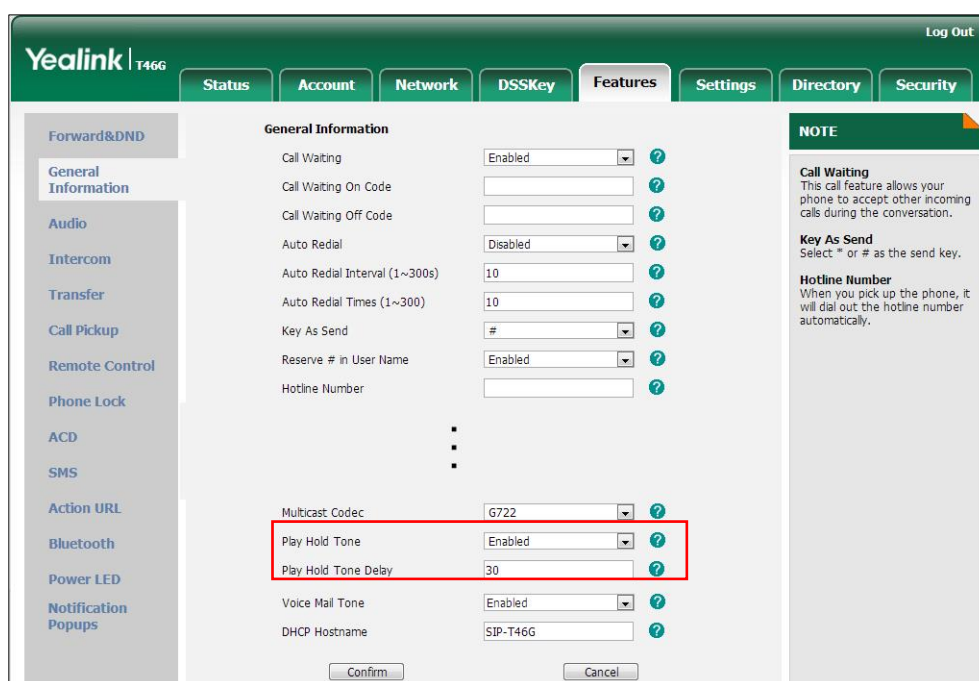 Log Out
Yealink T46G
Status Account Network DSSKey Features Settings Directory Security
Forward&DND
General
Information
Audio
Intercom
Transfer
Call Pickup
Remote Control
Phone Lock
ACD
SMS
Action URL
Bluetooth
Power LED
Notification
Popups
General Information
Call Waiting Enabled ?
Call Waiting On Code ?
Call Waiting Off Code ?
Auto Redial Disabled ?
Auto Redial Interval (1~300s) 10 ?
Auto Redial Times (1~300) 10 ?
Key As Send # ?
Reserve # in User Name Enabled ?
Hotline Number ?
Multicast Codec G722 ?
Play Hold Tone Enabled ?
Play Hold Tone Delay 30 ?
Voice Mail Tone Enabled ?
DHCP Hostname SIP-T46G ?
Confirm Cancel
NOTE
Call Waiting
This call feature allows your
phone to accept other incoming
calls during the conversation.
Key As Send
Select * or # as the send key.
Hotline Number
When you pick up the phone, it
will dial out the hotline number
automatically.